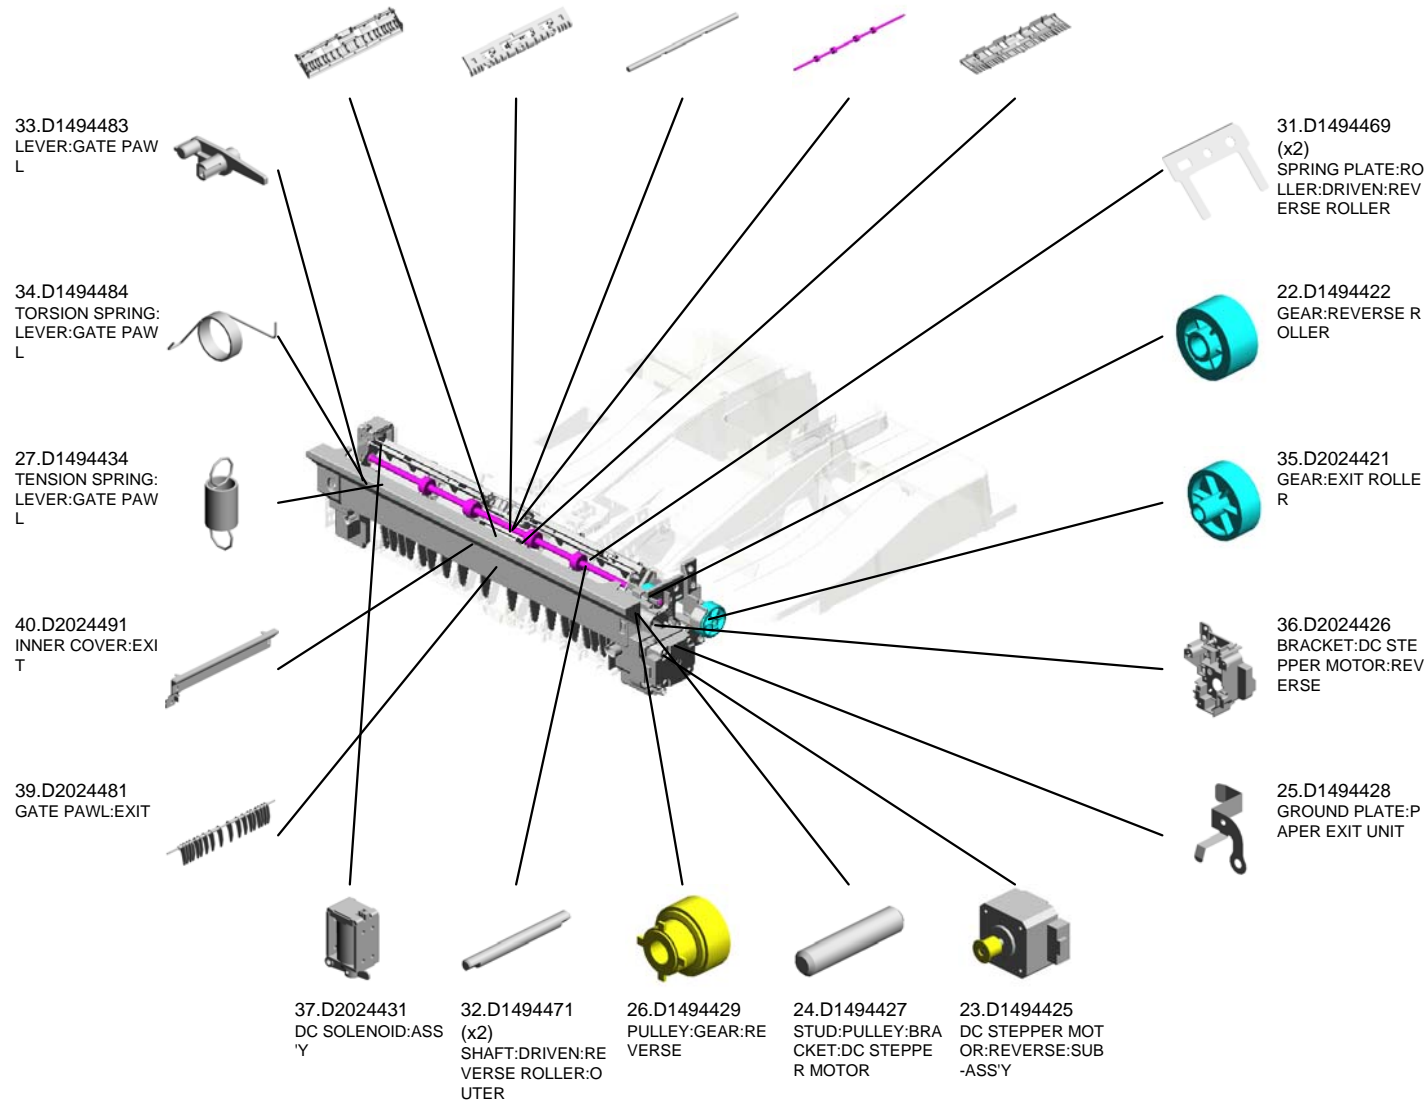 33.D1494483
LEVER:GATE PAW
L
34.D1494484
TORSION SPRING:
LEVER:GATE PAW
L
27.D1494434
TENSION SPRING:
LEVER:GATE PAW
L
40.D2024491
INNER COVER:EXI
T
39.D2024481
GATE PAWL:EXIT
31.D1494469
(x2)
SPRING PLATE:RO
LLER:DRIVEN:REV
ERSE ROLLER
22.D1494422
GEAR:REVERSE R
OLLER
35.D2024421
GEAR:EXIT ROLLE
R
36.D2024426
BRACKET:DC STE
PPER MOTOR:REV
ERSE
25.D1494428
GROUND PLATE:P
APER EXIT UNIT
37.D2024431
DC SOLENOID:ASS
'Y
32.D1494471
(x2)
SHAFT:DRIVEN:RE
VERSE ROLLER:O
UTER
26.D1494429
PULLEY:GEAR:RE
VERSE
24.D1494427
STUD:PULLEY:BRA
CKET:DC STEPPE
R MOTOR
23.D1494425
DC STEPPER MOT
OR:REVERSE:SUB
-ASS'Y